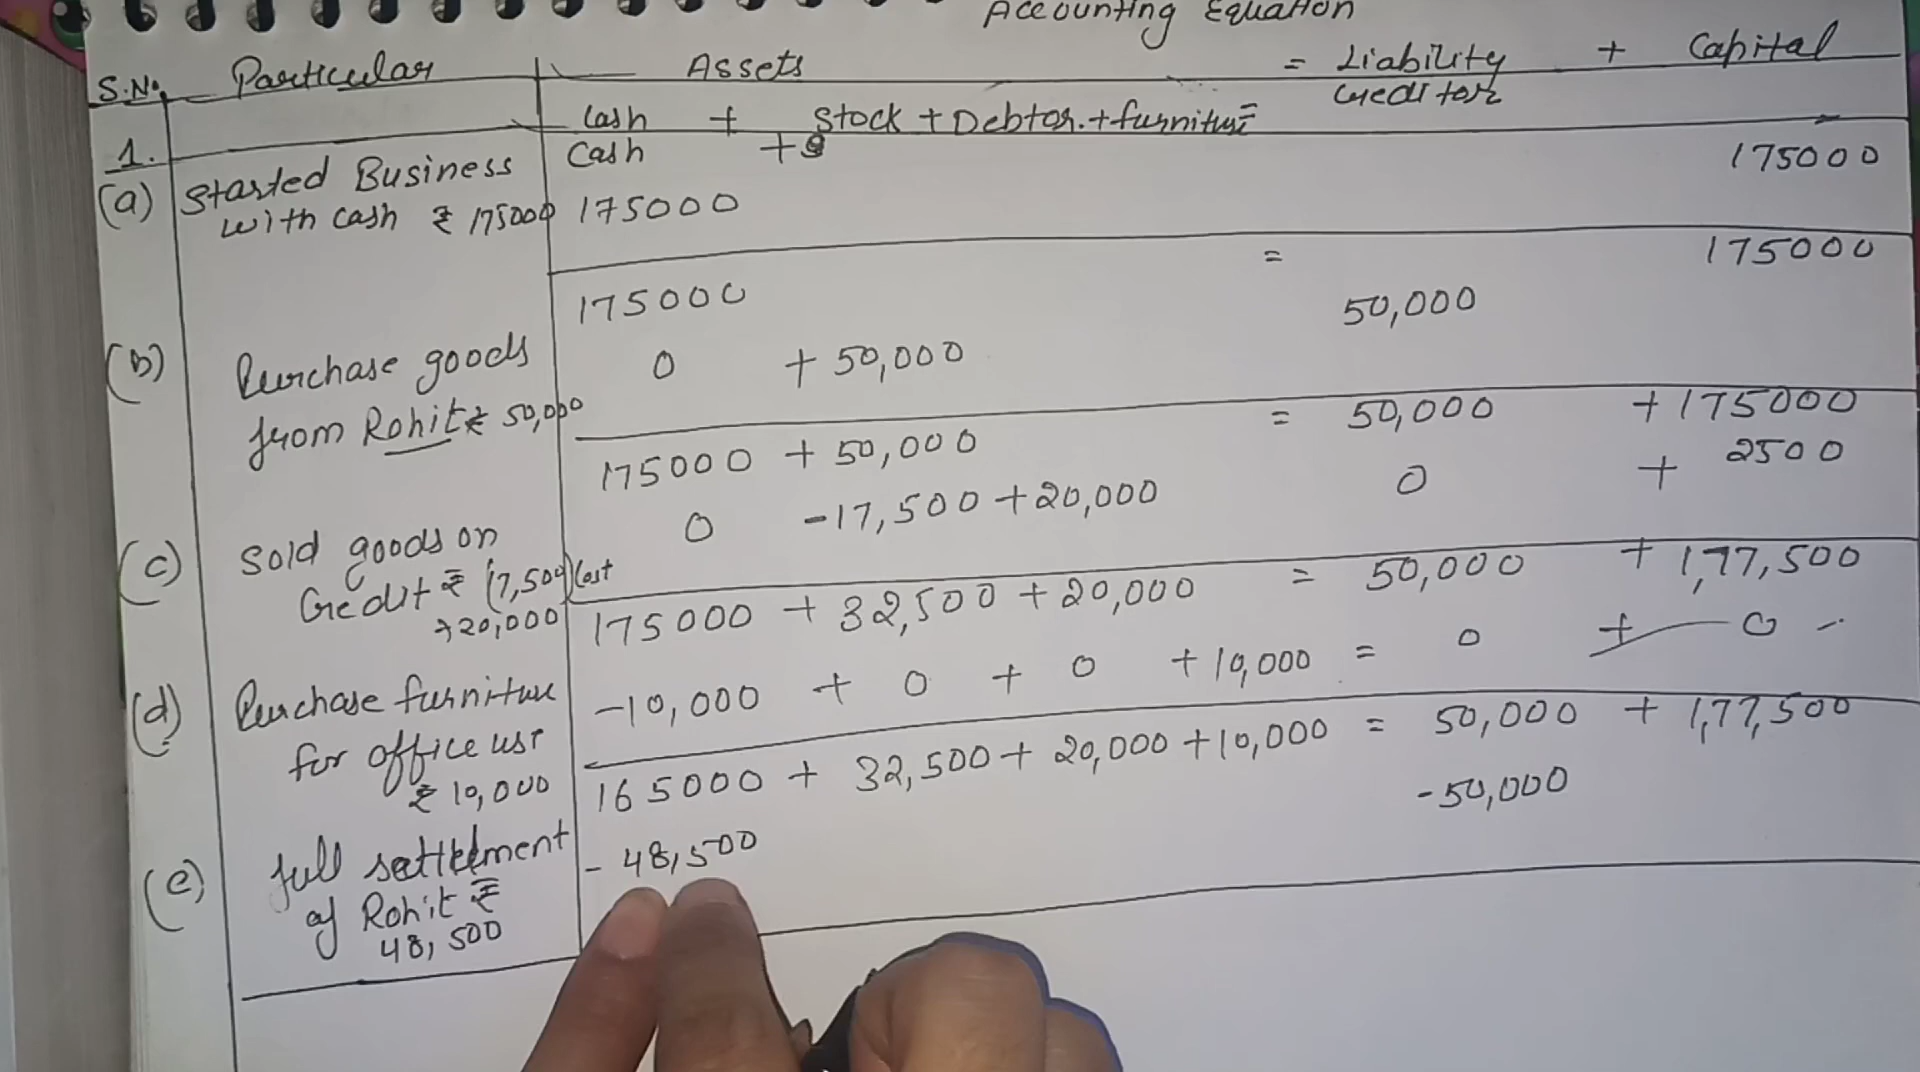 Accounting Equation
S.No. Particular Assets = Liability + Capital
Creditors
Cash + Stock + Debtor. + furniture
1. Cash +
(a) Started Business 175000
with cash ₹ 175000 175000
175000 = 175000
(b) Purchase goods 0 + 50,000 50,000
from Rohit ₹ 50,000
175000 + 50,000 = 50,000 + 175000
0 -17,500 + 20,000 0 + 2500
(c) Sold goods on
Credit ₹ (17,500) Cost
20,000
175000 + 32,500 + 20,000 = 50,000 + 1,77,500
(d) Purchase furniture -10,000 + 0 + 0 + 10,000 = 0 + 0
for office use
₹ 10,000
165000 + 32,500 + 20,000 + 10,000 = 50,000 + 1,77,500
(e) full settlement - 48,500 - 50,000
of Rohit ₹
48,500